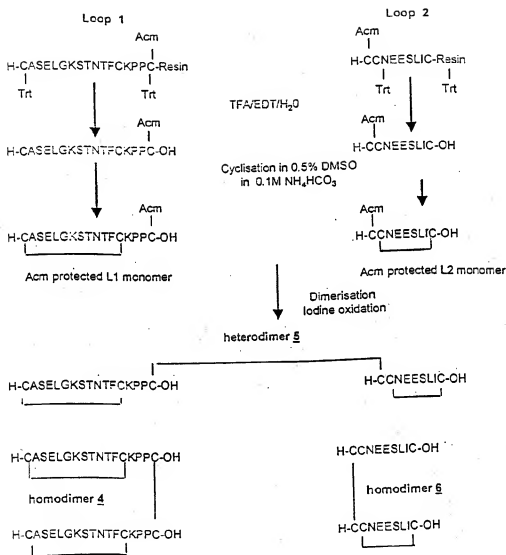 Loop 1
Loop 2
Acm
Acm
H-CASELGKSTNTFCKPPC-Resin
H-CCNEESLIC-Resin
Trt
Trt
Trt
Trt
TFA/EDT/H₂0
Acm
Acm
H-CASELGKSTNTFCKPPC-OH
H-CCNEESLIC-OH
Cyclisation in 0.5% DMSO
in 0.1M NH₄HCO₃
Acm
Acm
H-CASELGKSTNTFCKPPC-OH
H-CCNEESLIC-OH
Acm protected L1 monomer
Acm protected L2 monomer
Dimerisation
Iodine oxidation
heterodimer 5
H-CASELGKSTNTFCKPPC-OH
H-CCNEESLIC-OH
H-CASELGKSTNTFCKPPC-OH
H-CCNEESLIC-OH
homodimer 4
homodimer 6
H-CASELGKSTNTFCKPPC-OH
H-CCNEESLIC-OH